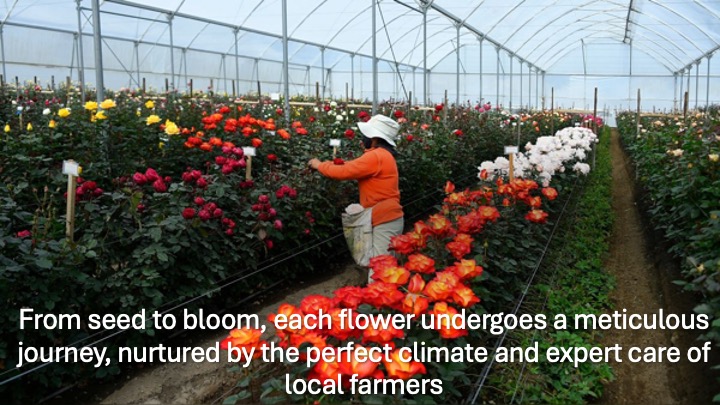 From seed to bloom, each flower undergoes a meticulous
journey, nurtured by the perfect climate and expert care of
local farmers